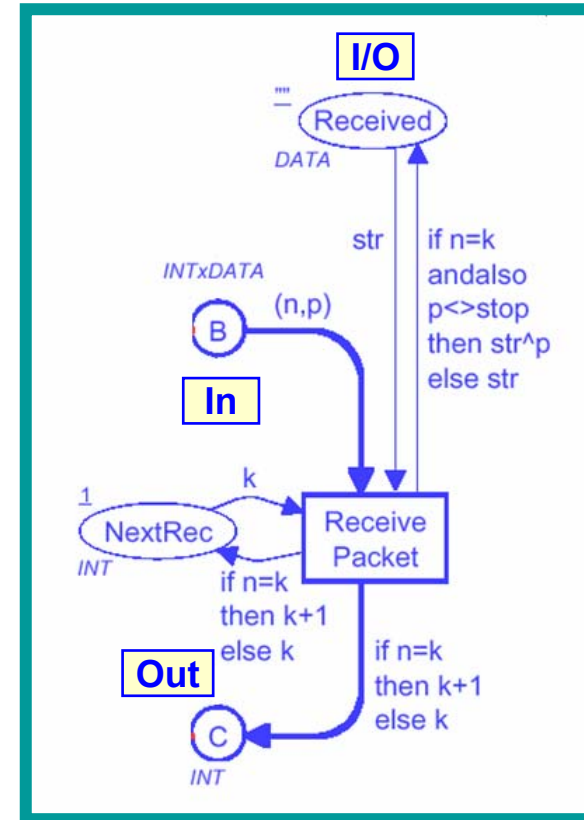 I/O
""
Received
DATA
str
if n=k
andalso
p<>stop
then str^p
else str
INTxDATA
(n,p)
B
In
k
1
NextRec
INT
Receive
Packet
if n=k
then k+1
else k
Out
if n=k
then k+1
else k
C
INT